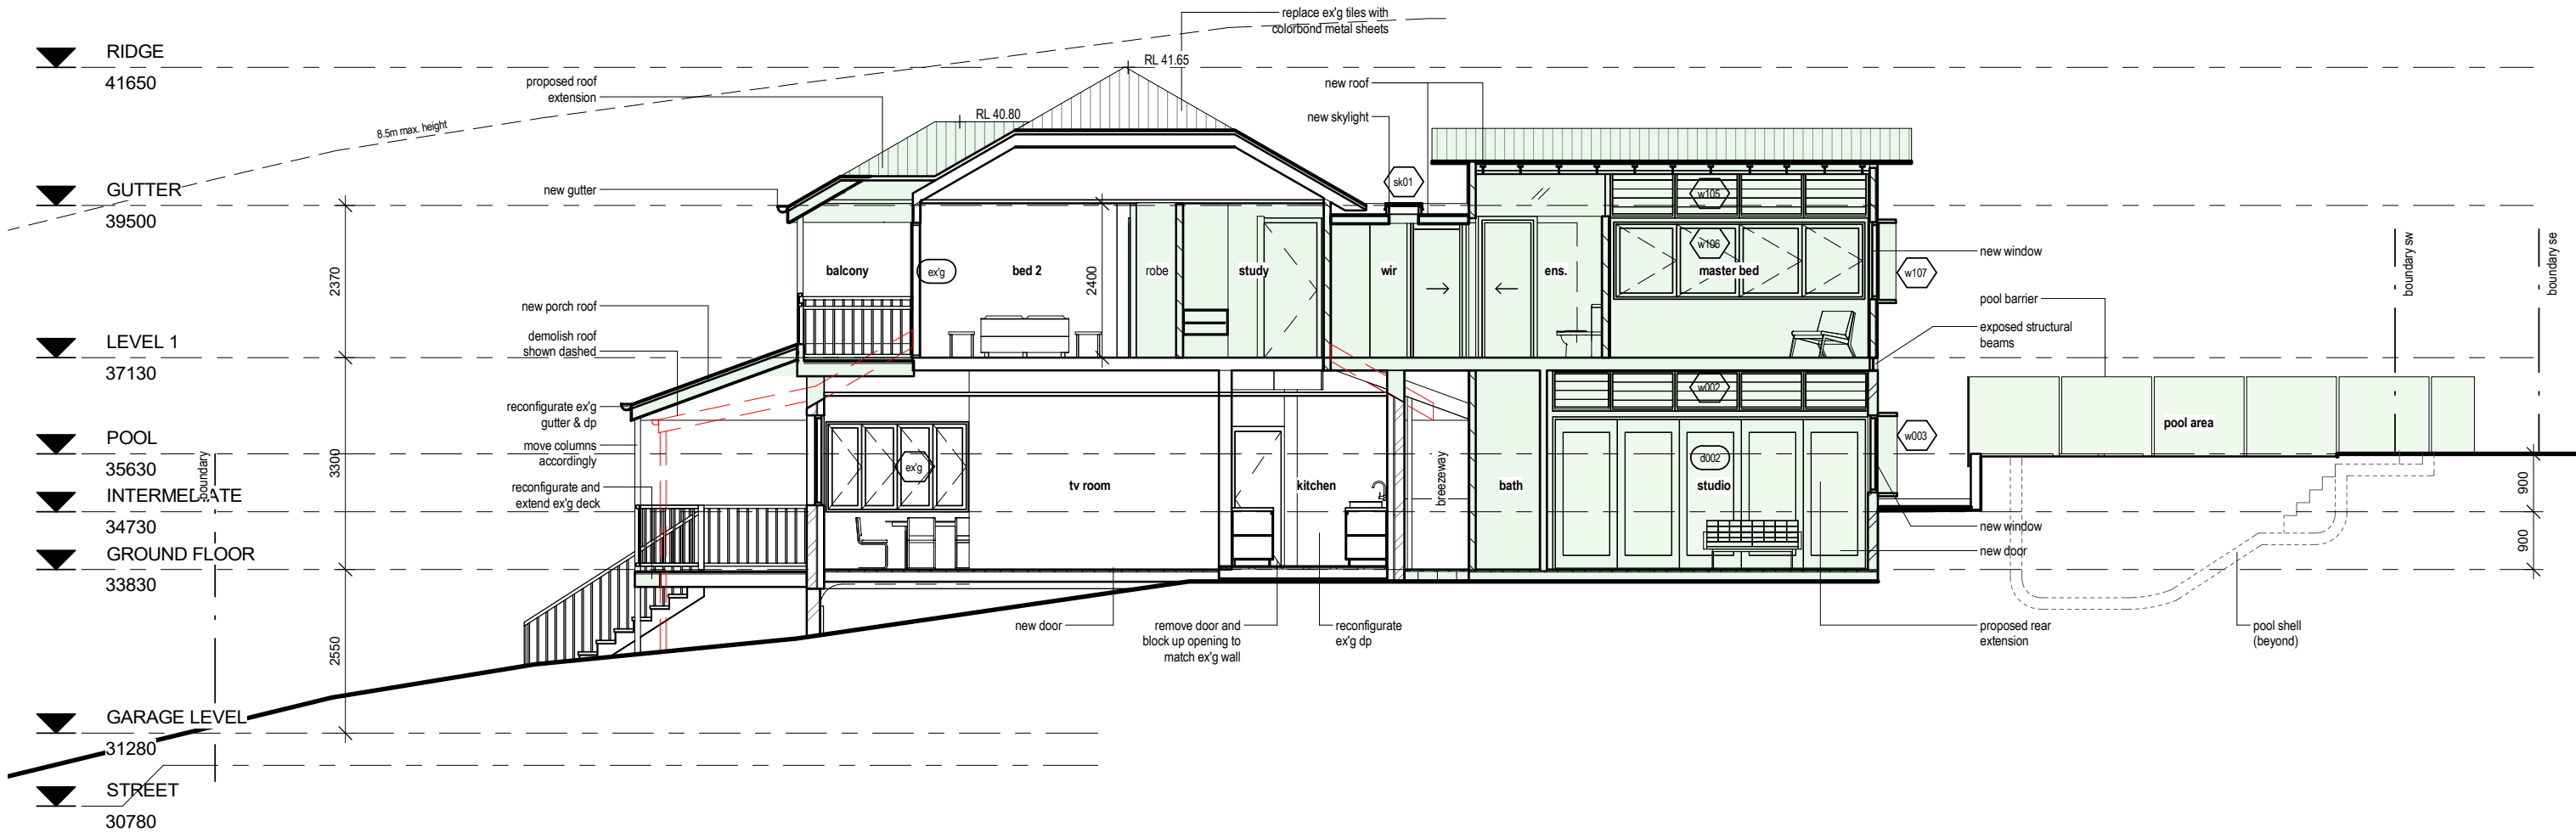 replace ex'g tiles with
colorbond metal sheets
RIDGE
41650
RL 41.65
proposed roof
extension
new roof
RL 40.80
new skylight
8.5m max. height
GUTTER
39500
new gutter
sk01
w105
w106
w107
new window
balcony
ex'g
bed 2
2400
robe
study
wir
ens.
master bed
2370
boundary sw
boundary se
new porch roof
pool barrier
demolish roof
shown dashed
exposed structural
beams
LEVEL 1
37130
w002
reconfigurate ex'g
gutter & dp
pool area
w003
POOL
35630
move columns
accordingly
boundary
3300
ex'g
d002
reconfigurate and
extend ex'g deck
tv room
kitchen
breezeway
bath
studio
900
INTERMEDIATE
34730
new window
new door
900
GROUND FLOOR
33830
2550
new door
remove door and
block up opening to
match ex'g wall
reconfigurate
ex'g dp
proposed rear
extension
pool shell
(beyond)
GARAGE LEVEL
31280
STREET
30780